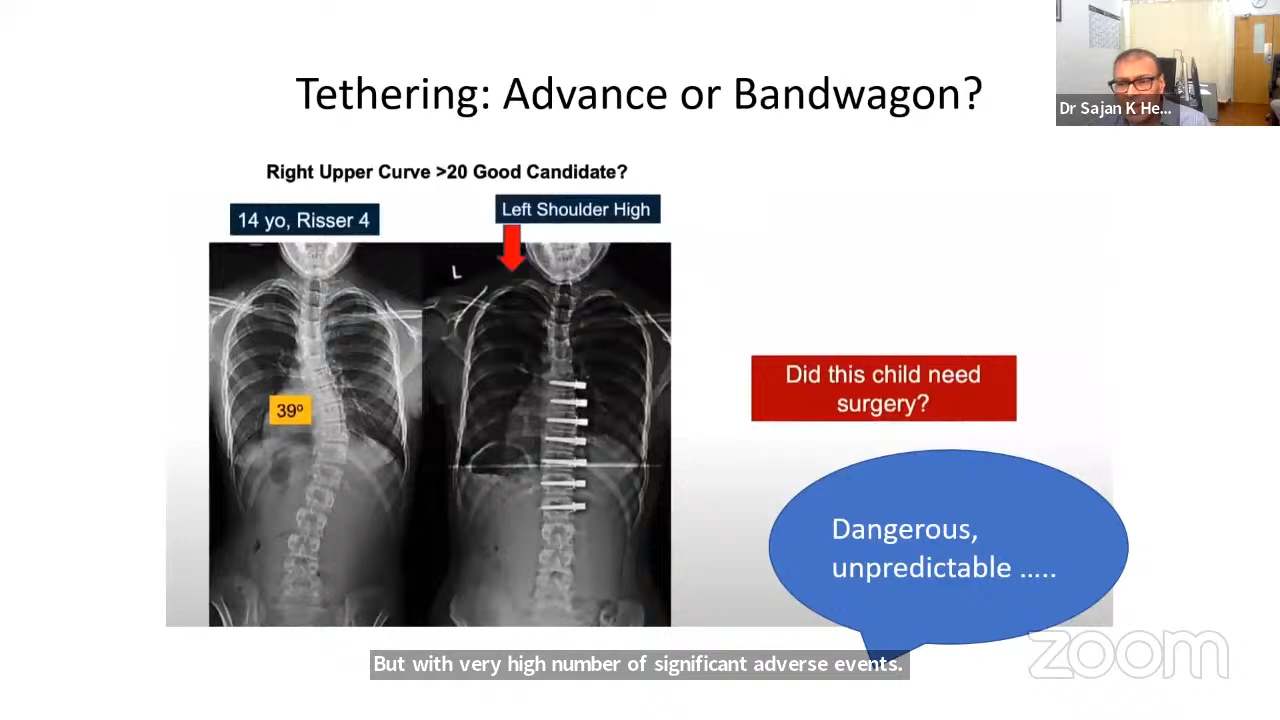 Tethering: Advance or Bandwagon?
Dr Sajan K He...
Right Upper Curve >20 Good Candidate?
14 yo, Risser 4
Left Shoulder High
L
39º
Did this child need
surgery?
Dangerous,
unpredictable .....
But with very high number of significant adverse events.
zoom